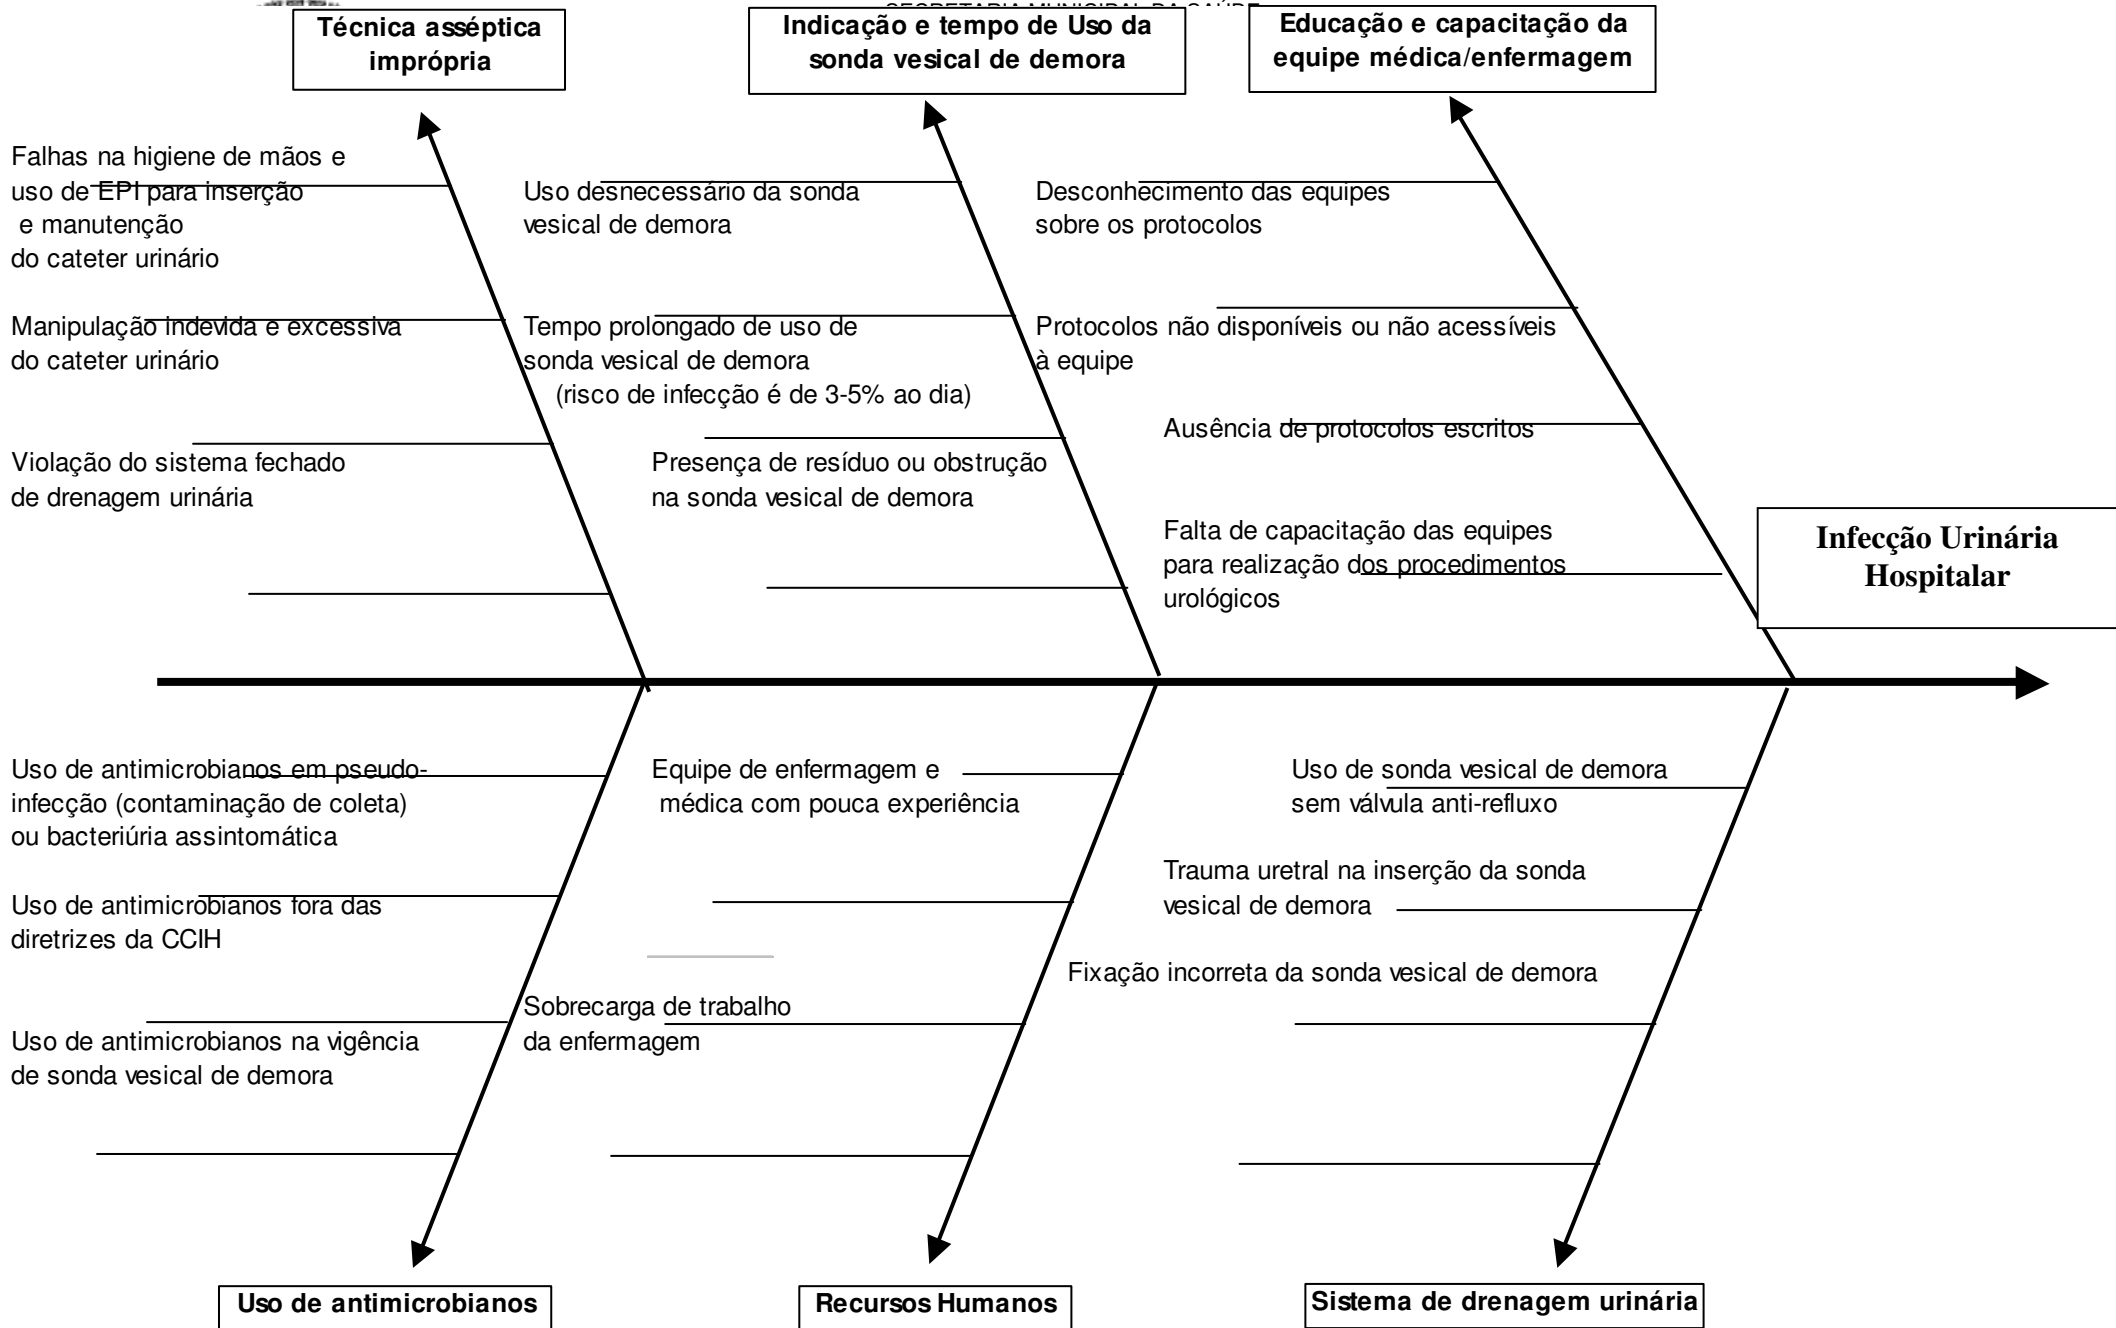 SECRETARIA MUNICIPAL DA SAÚDE
Técnica asséptica
imprópria
Indicação e tempo de Uso da
sonda vesical de demora
Educação e capacitação da
equipe médica/enfermagem
Falhas na higiene de mãos e
uso de EPI para inserção
e manutenção
do cateter urinário
Manipulação indevida e excessiva
do cateter urinário
Violação do sistema fechado
de drenagem urinária
Uso desnecessário da sonda
vesical de demora
Tempo prolongado de uso de
sonda vesical de demora
(risco de infecção é de 3-5% ao dia)
Presença de resíduo ou obstrução
na sonda vesical de demora
Desconhecimento das equipes
sobre os protocolos
Protocolos não disponíveis ou não acessíveis
à equipe
Ausência de protocolos escritos
Falta de capacitação das equipes
para realização dos procedimentos
urológicos
Infecção Urinária
Hospitalar
Uso de antimicrobianos em pseudo-
infecção (contaminação de coleta)
ou bacteriúria assintomática
Uso de antimicrobianos fora das
diretrizes da CCIH
Uso de antimicrobianos na vigência
de sonda vesical de demora
Equipe de enfermagem e
médica com pouca experiência
Sobrecarga de trabalho
da enfermagem
Uso de sonda vesical de demora
sem válvula anti-refluxo
Trauma uretral na inserção da sonda
vesical de demora
Fixação incorreta da sonda vesical de demora
Uso de antimicrobianos
Recursos Humanos
Sistema de drenagem urinária